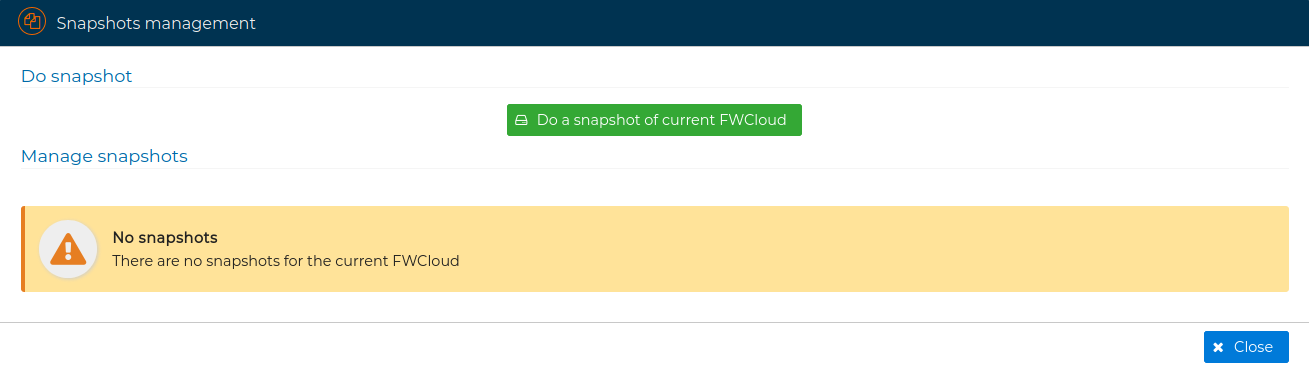 Snapshots management
Do snapshot
Do a snapshot of current FWCloud
Manage snapshots
No snapshots
There are no snapshots for the current FWCloud
Close